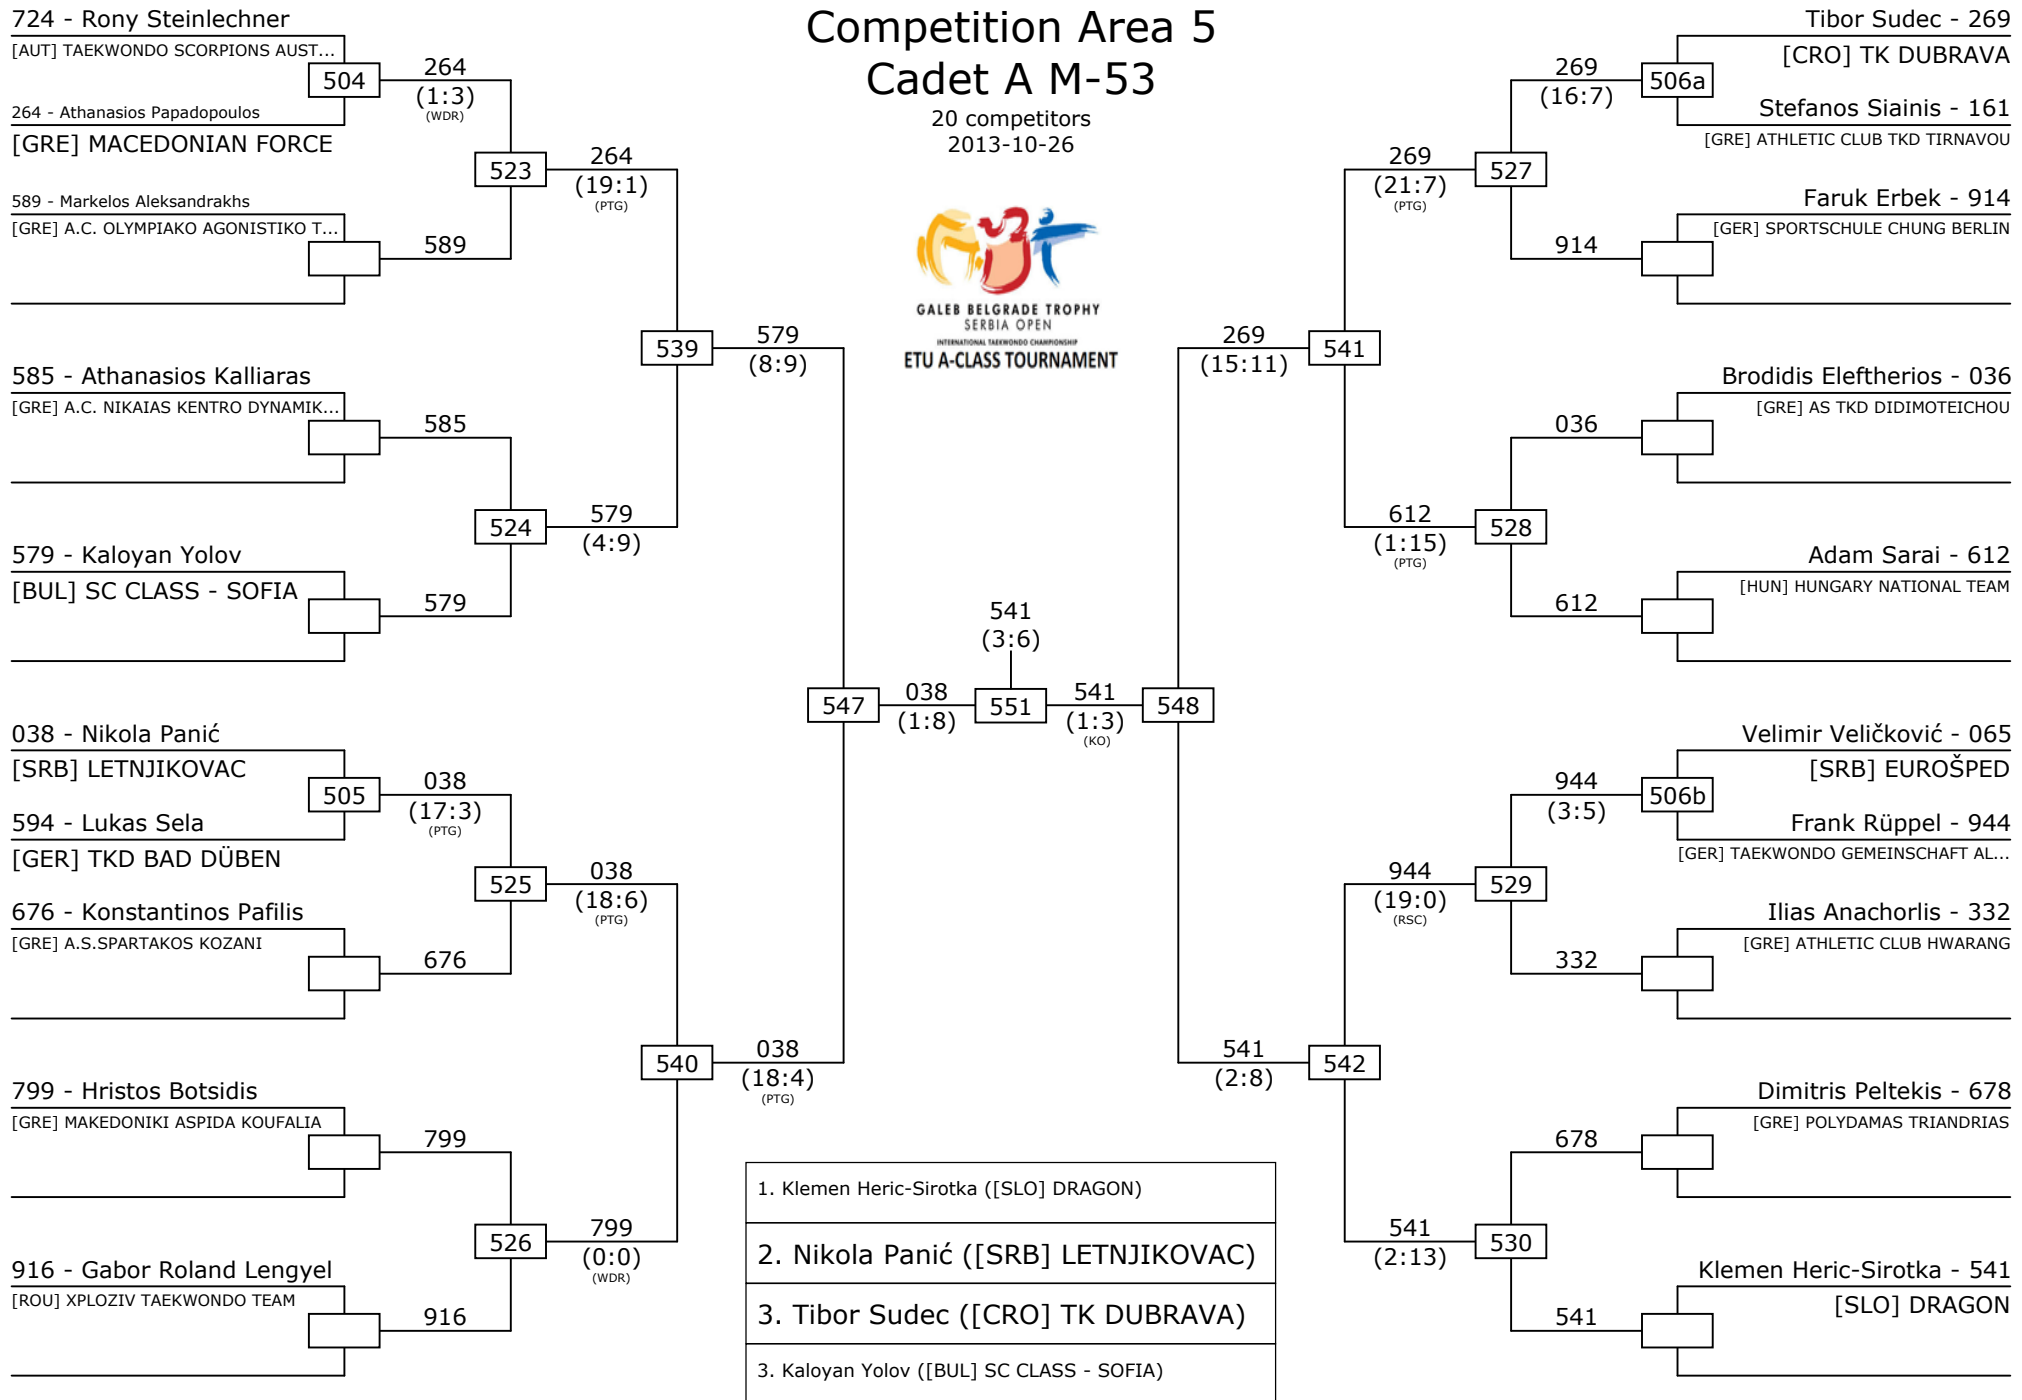 Competition Area 5
Cadet A M-53
20 competitors
2013-10-26
GALEB BELGRADE TROPHY
SERBIA OPEN
INTERNATIONAL TAEKWONDO CHAMPIONSHIP
ETU A-CLASS TOURNAMENT
724 - Rony Steinlechner
[AUT] TAEKWONDO SCORPIONS AUST...
504
264
(1:3)
(WDR)
264 - Athanasios Papadopoulos
[GRE] MACEDONIAN FORCE
523
264
(19:1)
(PTG)
589 - Markelos Aleksandrakhs
[GRE] A.C. OLYMPIAKO AGONISTIKO T...
589
539
579
(8:9)
585 - Athanasios Kalliaras
[GRE] A.C. NIKAIAS KENTRO DYNAMIK...
585
524
579
(4:9)
579 - Kaloyan Yolov
[BUL] SC CLASS - SOFIA
579
038 - Nikola Panić
[SRB] LETNJIKOVAC
505
038
(17:3)
(PTG)
594 - Lukas Sela
[GER] TKD BAD DÜBEN
525
038
(18:6)
(PTG)
676 - Konstantinos Pafilis
[GRE] A.S.SPARTAKOS KOZANI
676
540
038
(18:4)
(PTG)
799 - Hristos Botsidis
[GRE] MAKEDONIKI ASPIDA KOUFALIA
799
526
799
(0:0)
(WDR)
916 - Gabor Roland Lengyel
[ROU] XPLOZIV TAEKWONDO TEAM
916
547
038
(1:8)
541
(3:6)
551
541
(1:3)
(KO)
548
Tibor Sudec - 269
[CRO] TK DUBRAVA
269
(16:7)
506a
Stefanos Siainis - 161
[GRE] ATHLETIC CLUB TKD TIRNAVOU
269
(21:7)
(PTG)
527
Faruk Erbek - 914
[GER] SPORTSCHULE CHUNG BERLIN
914
269
(15:11)
541
Brodidis Eleftherios - 036
[GRE] AS TKD DIDIMOTEICHOU
036
612
(1:15)
(PTG)
528
Adam Sarai - 612
[HUN] HUNGARY NATIONAL TEAM
612
Velimir Veličković - 065
[SRB] EUROŠPED
944
(3:5)
506b
Frank Rüppel - 944
[GER] TAEKWONDO GEMEINSCHAFT AL...
944
(19:0)
(RSC)
529
Ilias Anachorlis - 332
[GRE] ATHLETIC CLUB HWARANG
332
541
(2:8)
542
Dimitris Peltekis - 678
[GRE] POLYDAMAS TRIANDRIAS
678
541
(2:13)
530
Klemen Heric-Sirotka - 541
[SLO] DRAGON
541
1. Klemen Heric-Sirotka ([SLO] DRAGON)
2. Nikola Panić ([SRB] LETNJIKOVAC)
3. Tibor Sudec ([CRO] TK DUBRAVA)
3. Kaloyan Yolov ([BUL] SC CLASS - SOFIA)